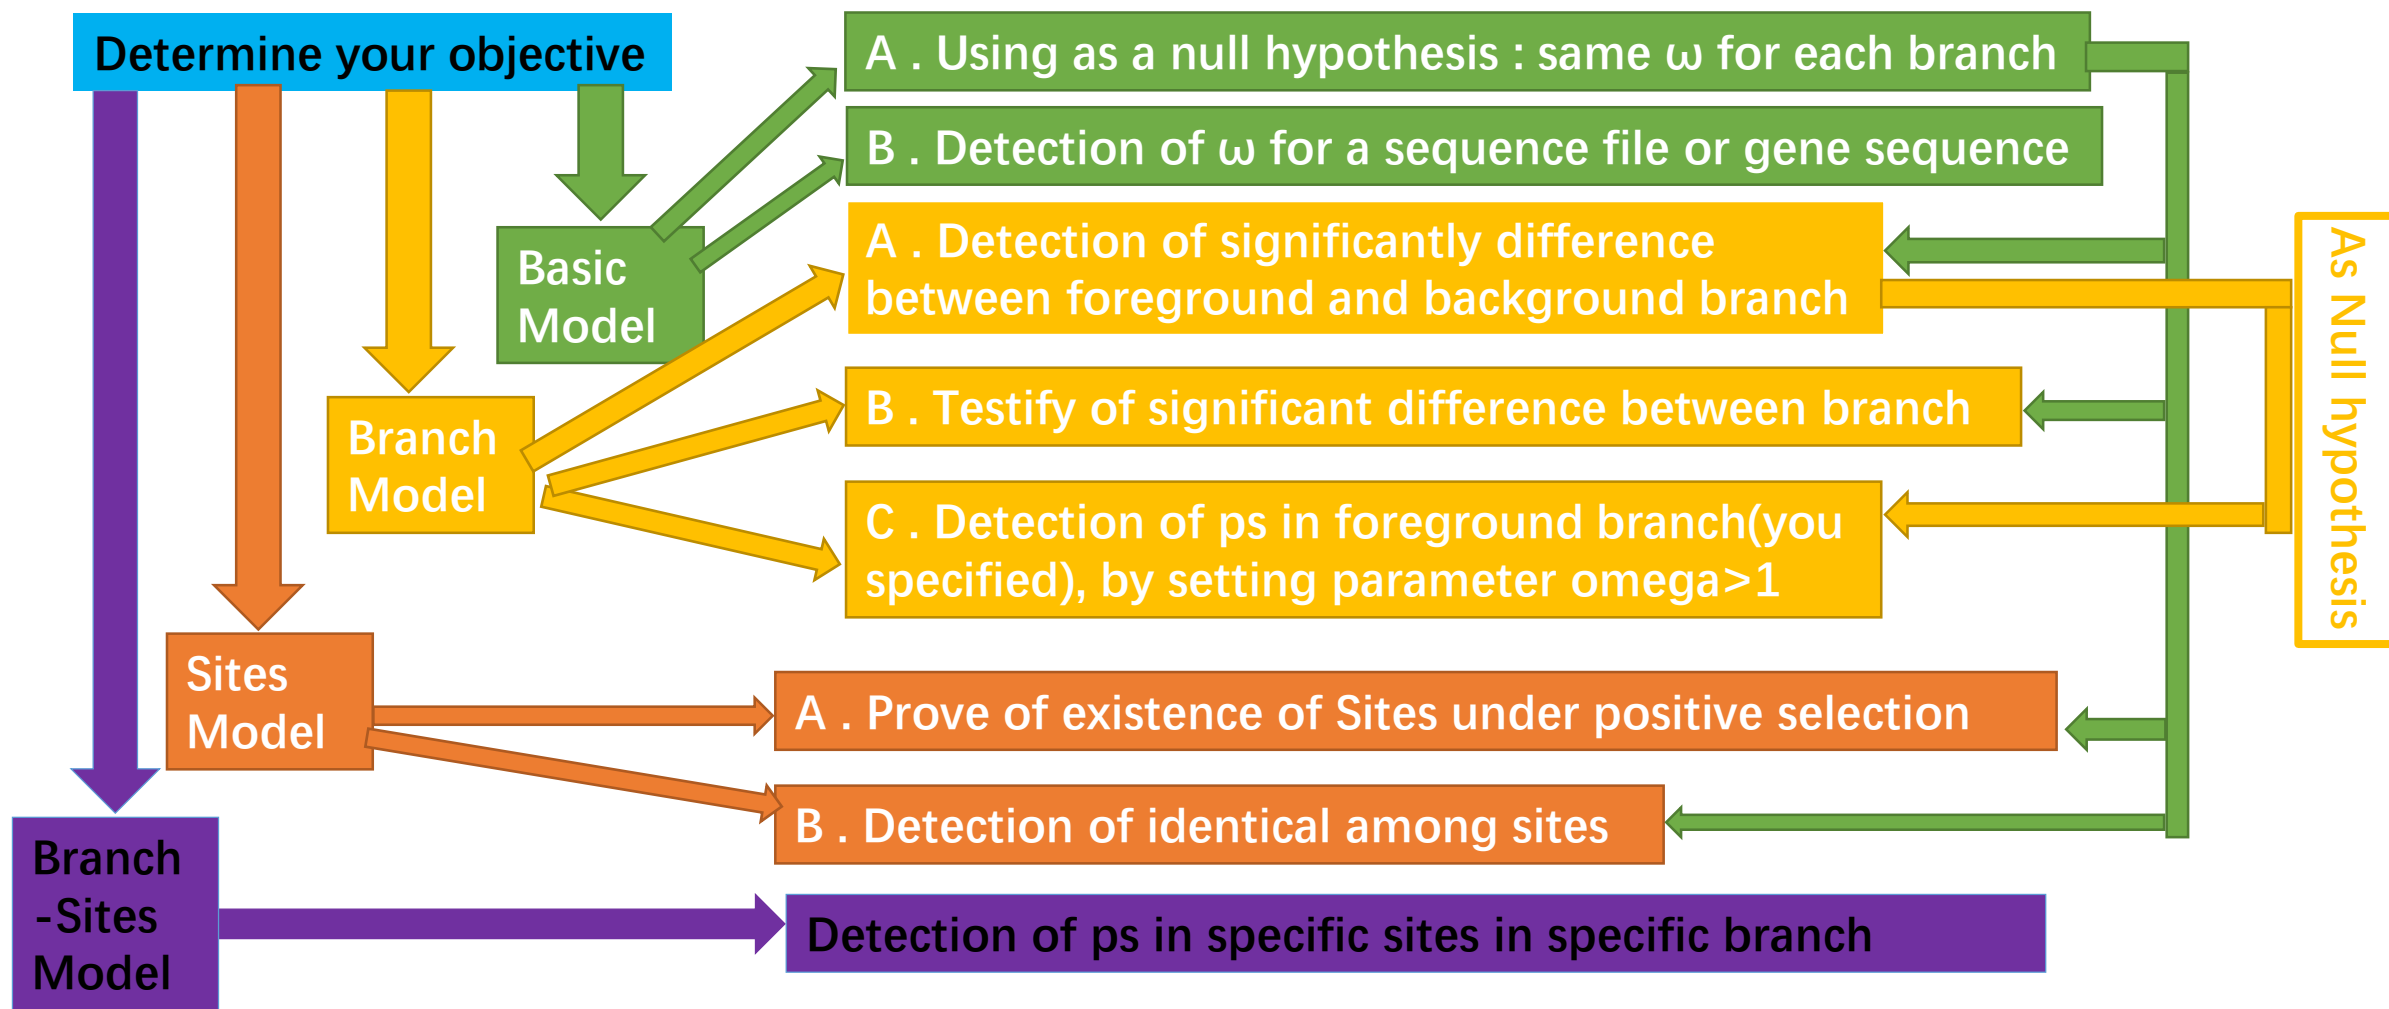 Determine your objective
A . Using as a null hypothesis : same ω for each branch
B . Detection of ω for a sequence file or gene sequence
Basic
Model
A . Detection of significantly difference
between foreground and background branch
As Null hypothesis
Branch
Model
B . Testify of significant difference between branch
C . Detection of ps in foreground branch(you
specified), by setting parameter omega>1
Sites
Model
A . Prove of existence of Sites under positive selection
B . Detection of identical among sites
Branch
-Sites
Model
Detection of ps in specific sites in specific branch